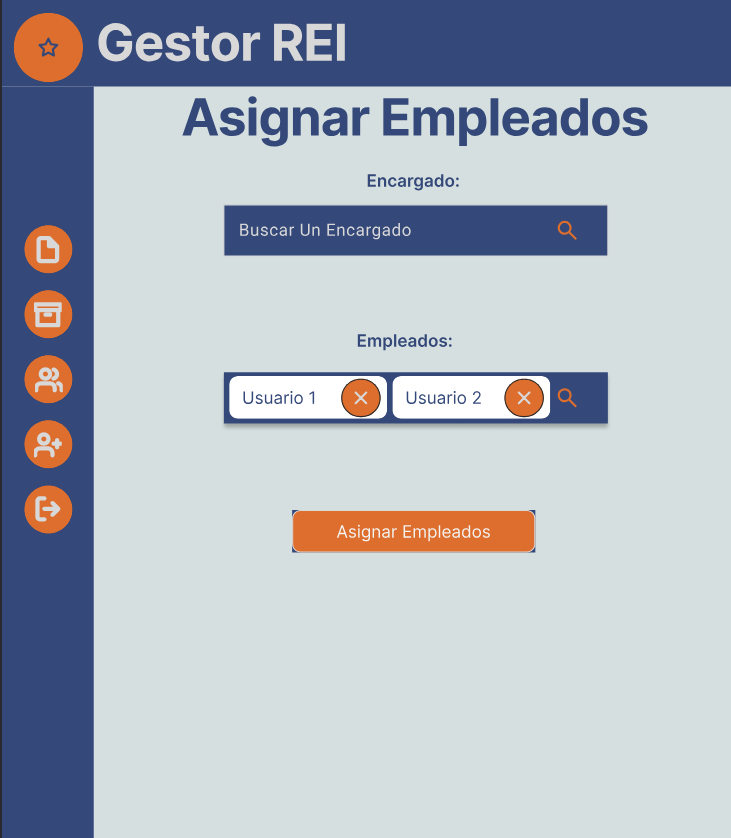 Gestor REI
Asignar Empleados
Encargado:
Buscar Un Encargado
Empleados:
Usuario 1
Usuario 2
Asignar Empleados